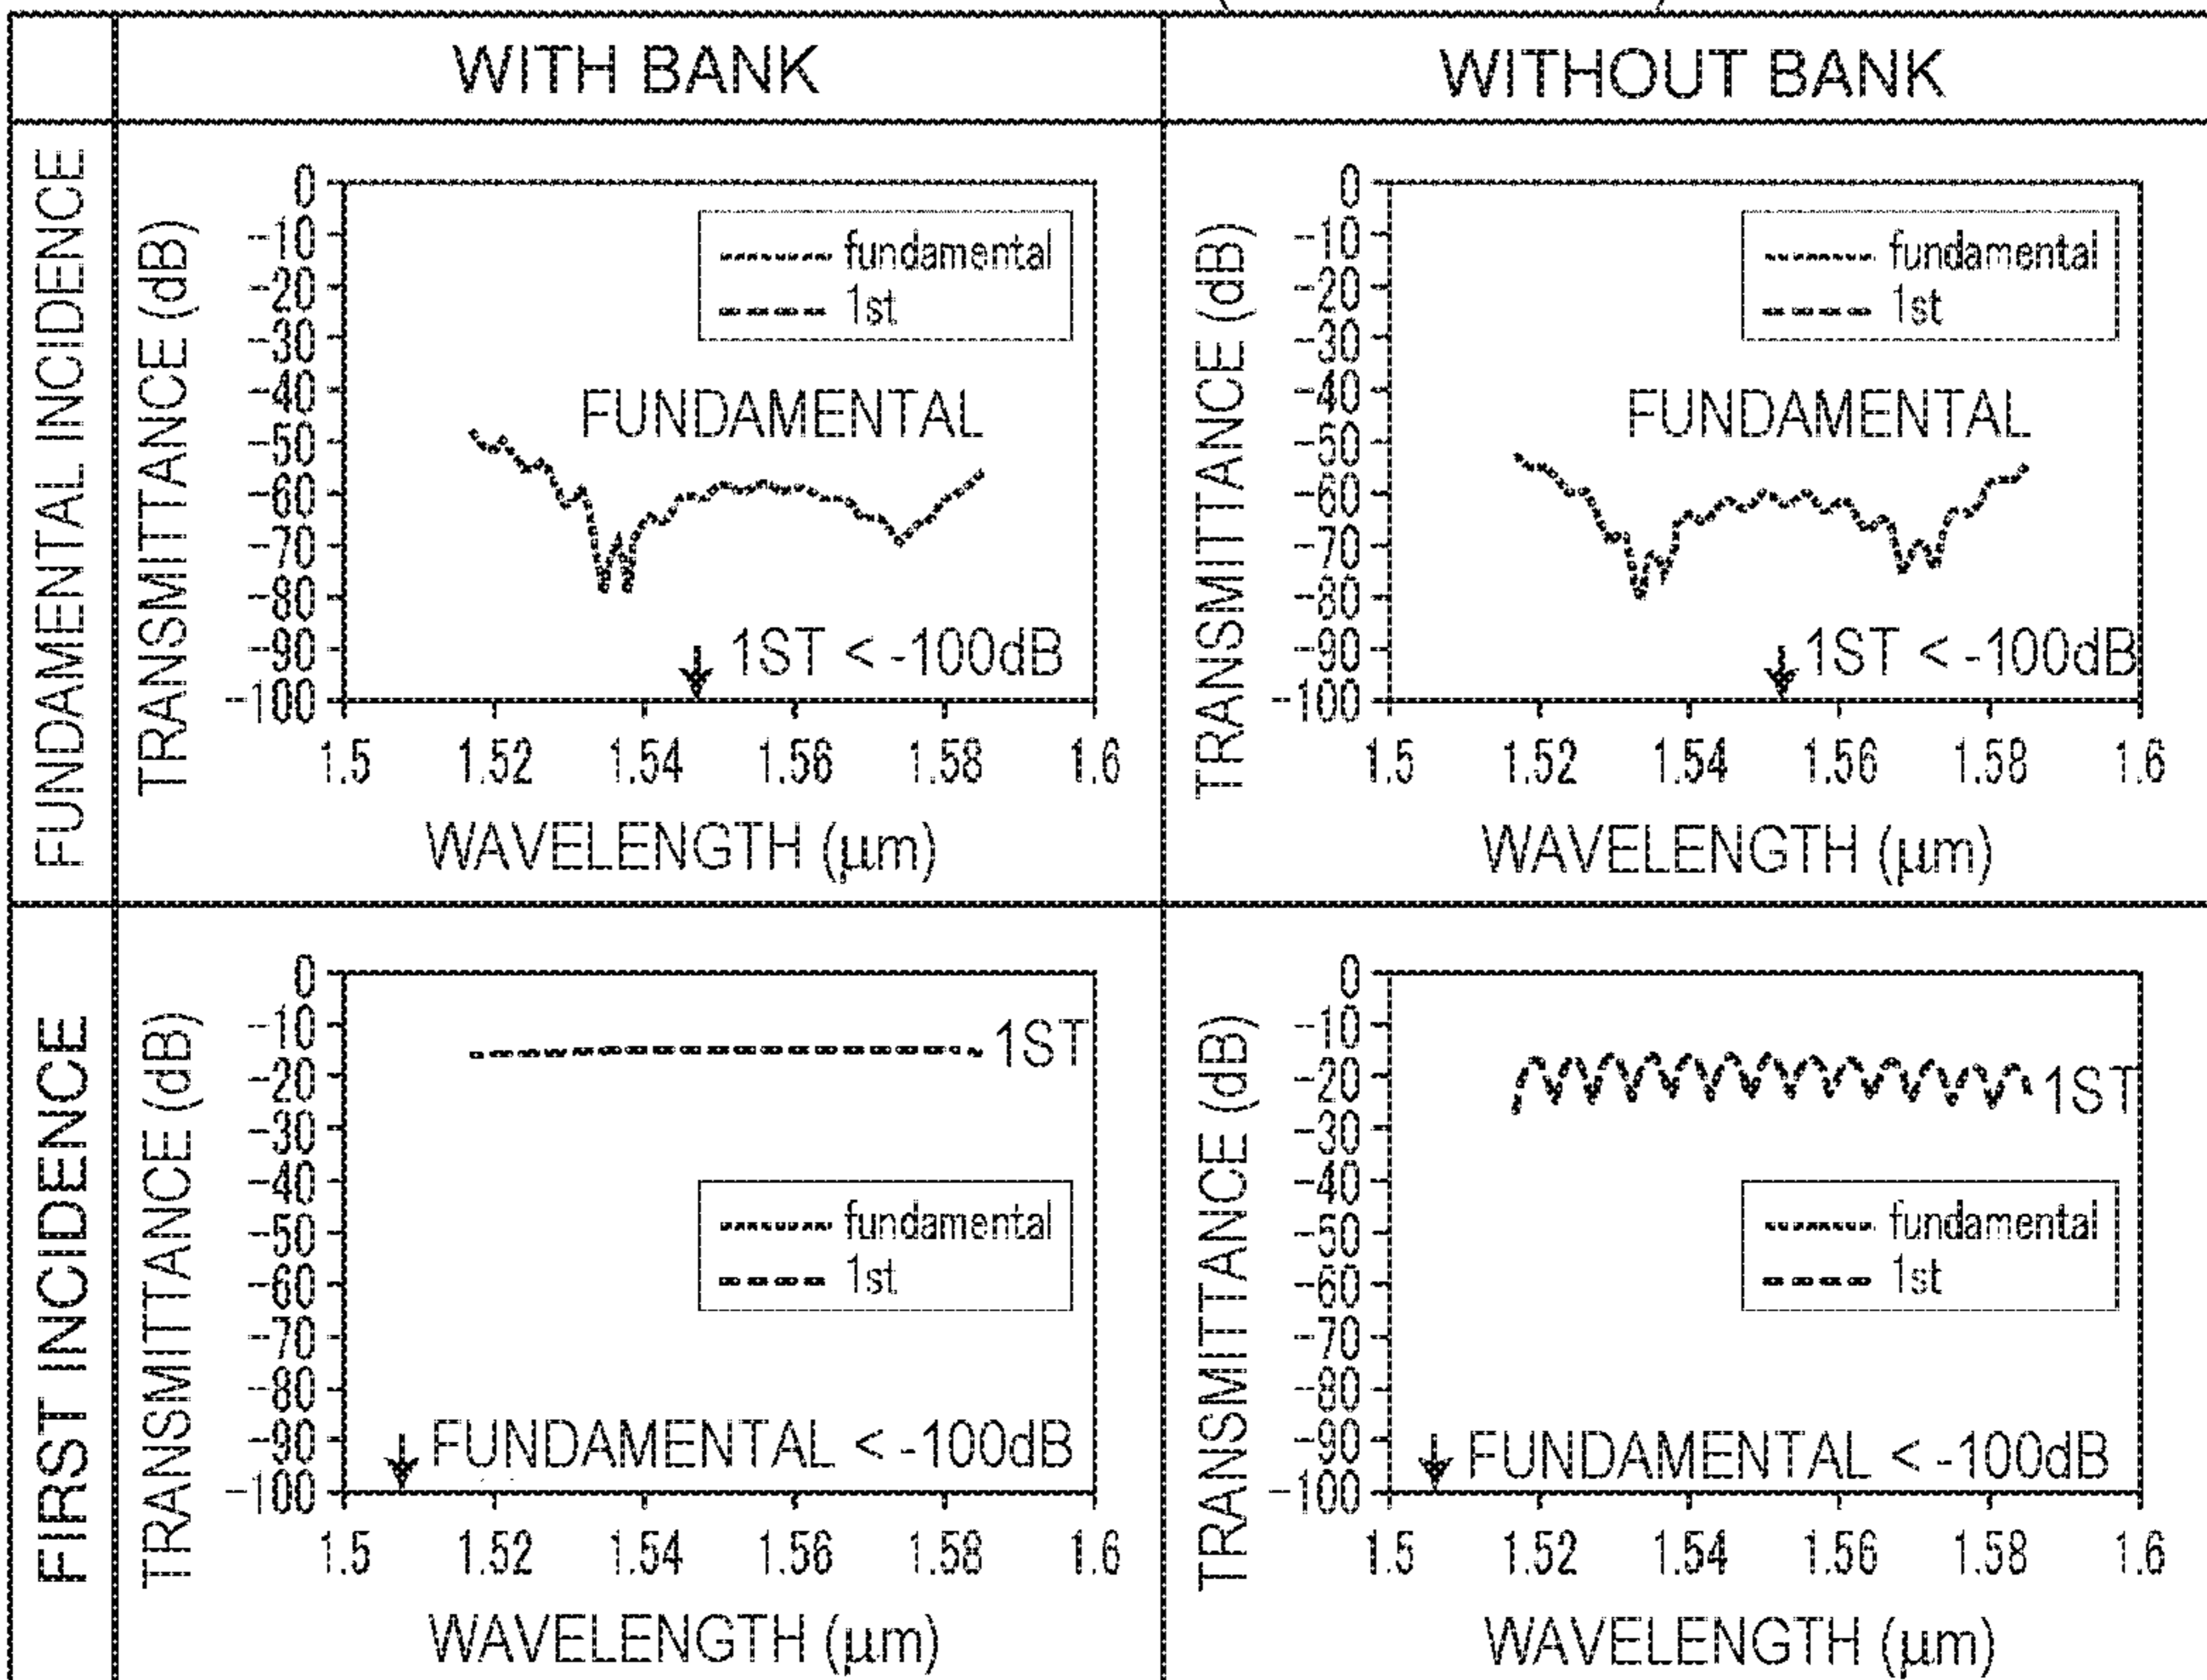 WITH BANK
WITHOUT BANK
FUNDAMENTAL INCIDENCE
TRANSMITTANCE (dB)
0
-10
-20
-30
-40
-50
-60
-70
-80
-90
-100
fundamental
1st
FUNDAMENTAL
1ST < -100dB
1.5 1.52 1.54 1.56 1.58 1.6
WAVELENGTH (μm)
TRANSMITTANCE (dB)
0
-10
-20
-30
-40
-50
-60
-70
-80
-90
-100
fundamental
1st
FUNDAMENTAL
1ST < -100dB
1.5 1.52 1.54 1.56 1.58 1.6
WAVELENGTH (μm)
FIRST INCIDENCE
TRANSMITTANCE (dB)
0
-10
-20
-30
-40
-50
-60
-70
-80
-90
-100
1ST
fundamental
1st
FUNDAMENTAL < -100dB
1.5 1.52 1.54 1.56 1.58 1.6
WAVELENGTH (μm)
TRANSMITTANCE (dB)
0
-10
-20
-30
-40
-50
-60
-70
-80
-90
-100
1ST
fundamental
1st
FUNDAMENTAL < -100dB
1.5 1.52 1.54 1.56 1.58 1.6
WAVELENGTH (μm)